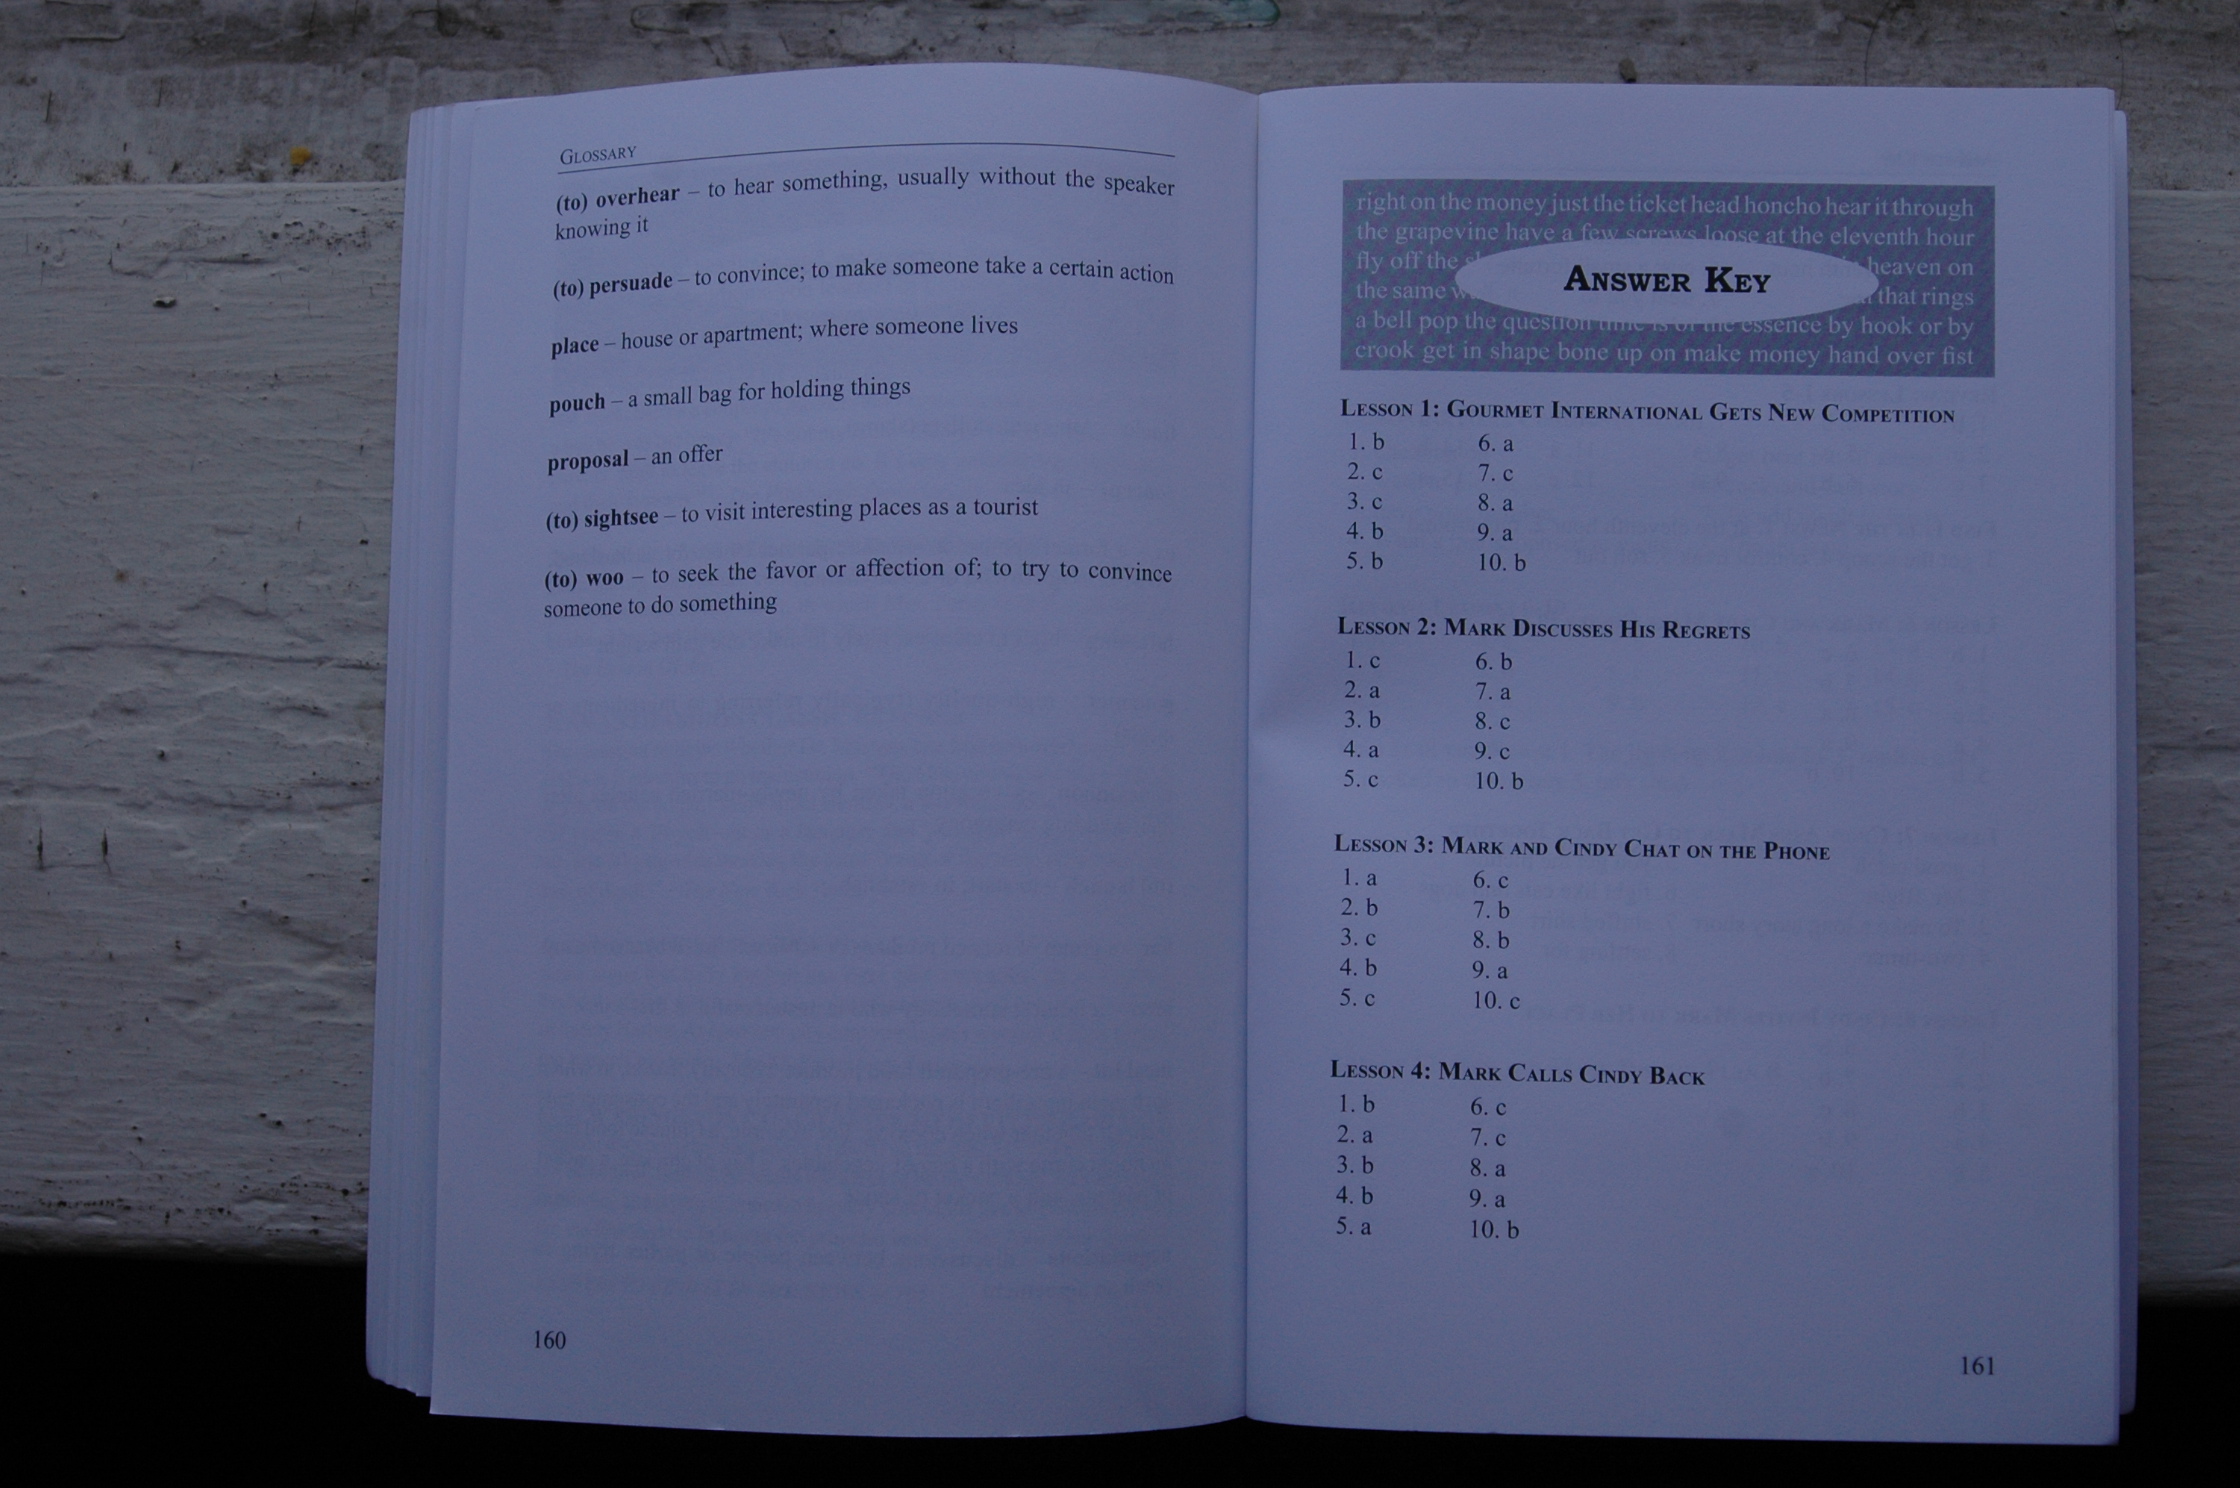 GLOSSARY
(to) overhear – to hear something, usually without the speaker
knowing it
(to) persuade – to convince; to make someone take a certain action
place – house or apartment; where someone lives
pouch – a small bag for holding things
proposal – an offer
(to) sightsee – to visit interesting places as a tourist
(to) woo – to seek the favor or affection of; to try to convince
someone to do something
160
right on the money just the ticket head honcho hear it through
the grapevine have a few screws loose at the eleventh hour
fly off the heaven on
the same that rings
a bell pop the question time is of the essence by hook or by
crook get in shape bone up on make money hand over fist
ANSWER KEY
LESSON 1: GOURMET INTERNATIONAL GETS NEW COMPETITION
1. b 6. a
2. c 7. c
3. c 8. a
4. b 9. a
5. b 10. b
LESSON 2: MARK DISCUSSES HIS REGRETS
1. c 6. b
2. a 7. a
3. b 8. c
4. a 9. c
5. c 10. b
LESSON 3: MARK AND CINDY CHAT ON THE PHONE
1. a 6. c
2. b 7. b
3. c 8. b
4. b 9. a
5. c 10. c
LESSON 4: MARK CALLS CINDY BACK
1. b 6. c
2. a 7. c
3. b 8. a
4. b 9. a
5. a 10. b
161